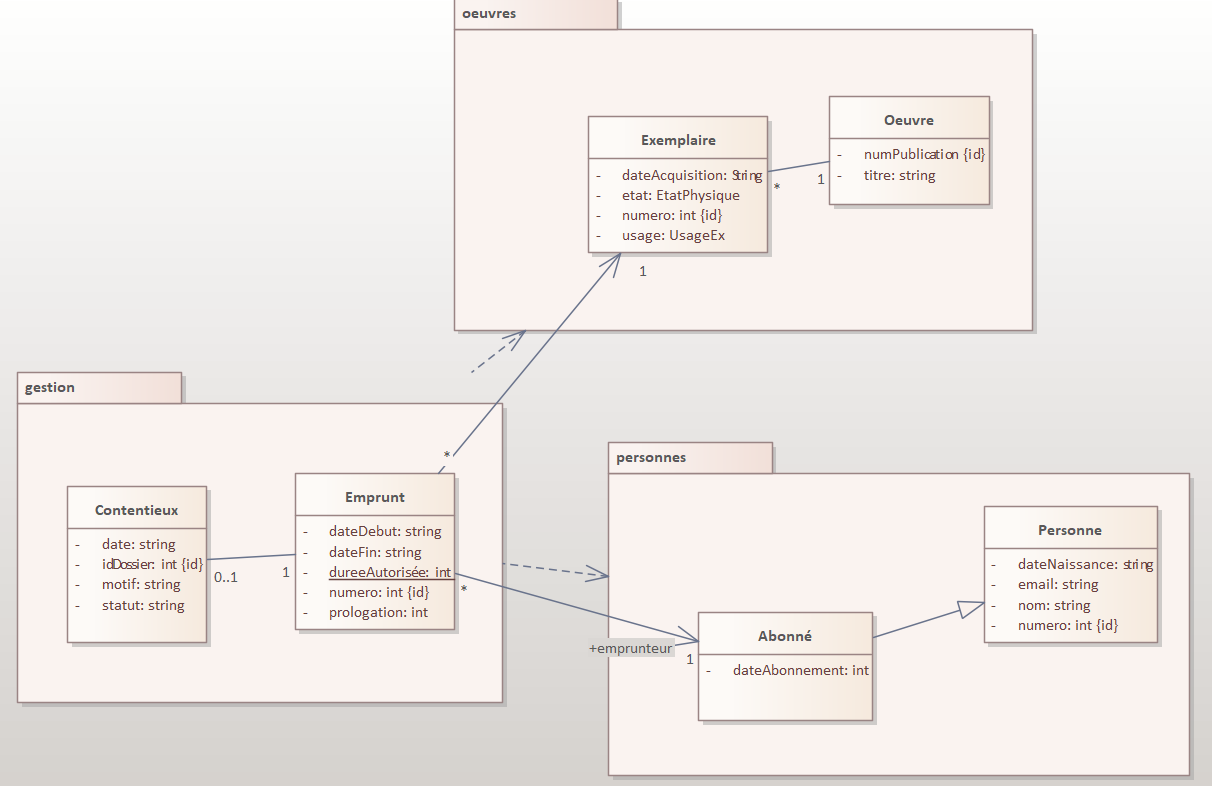 oeuvres
Oeuvre
- numPublication {id}
- titre: string
Exemplaire
- dateAcquisition: String
- etat: EtatPhysique
- numero: int {id}
- usage: UsageEx
*
1
1
gestion
*
Contentieux
- date: string
- idDossier: int {id}
- motif: string
- statut: string
0..1
1
Emprunt
- dateDebut: string
- dateFin: string
- dureeAutorisée: int
- numero: int {id}
- prologation: int
*
personnes
Personne
- dateNaissance: string
- email: string
- nom: string
- numero: int {id}
+emprunteur
1
Abonné
- dateAbonnement: int